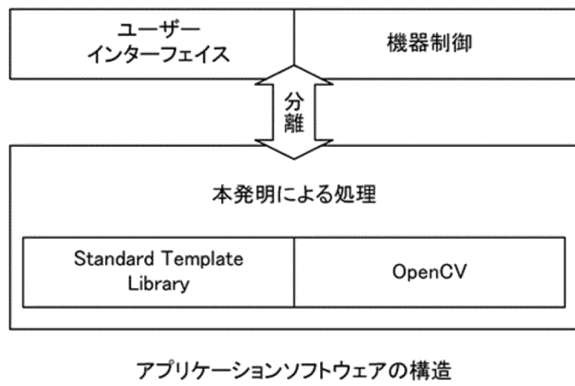 ユーザー
インターフェイス
機器制御
分
離
本発明による処理
Standard Template
Library
OpenCV
アプリケーションソフトウェアの構造